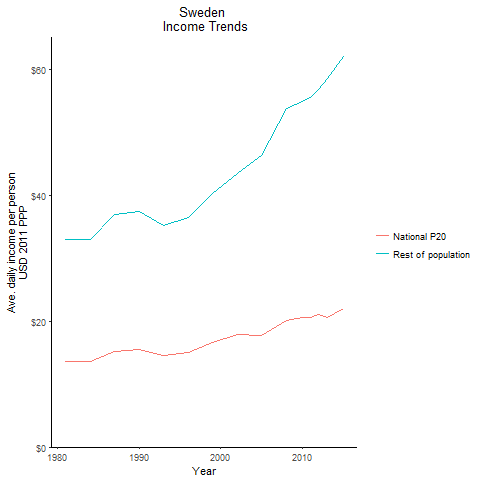 Sweden
Income Trends
$60
$40
$20
$0
Ave. daily income per person
USD 2011 PPP
1980
1990
2000
2010
Year
National P20
Rest of population